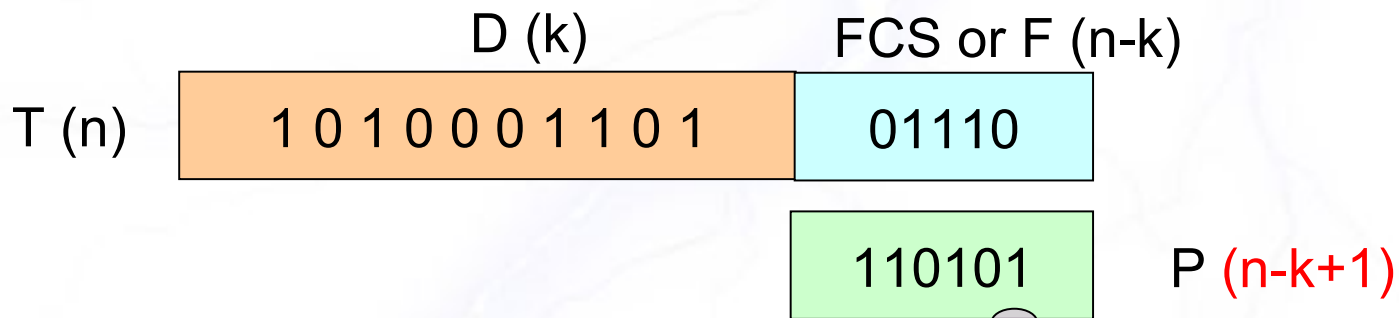 D (k) FCS or F (n-k)
T (n) 1 0 1 0 0 0 1 1 0 1 01110
110101 P (n-k+1)